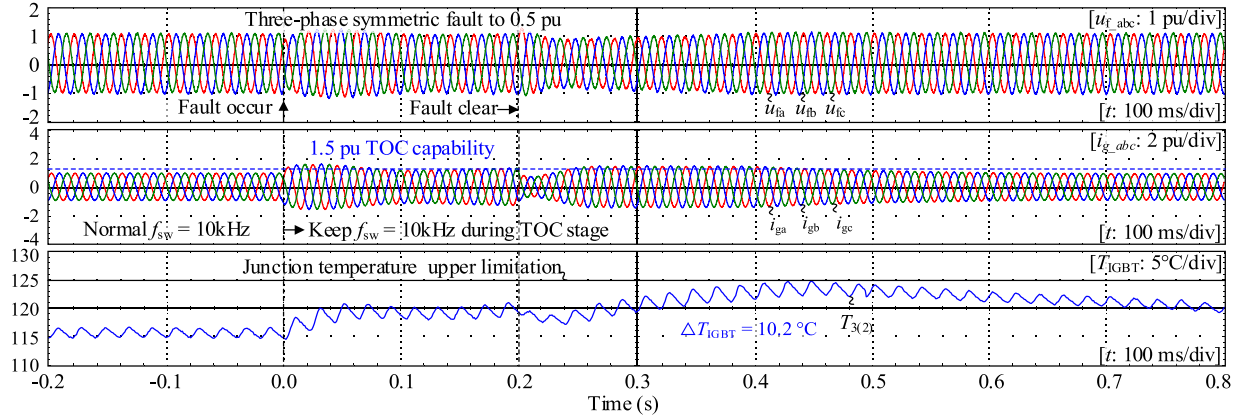 Three-phase symmetric fault to 0.5 pu
[u_f_abc: 1 pu/div]
2
1
0
-1
-2
Fault occur
Fault clear
u_fa u_fb u_fc
[t: 100 ms/div]
4
2
0
-2
-4
1.5 pu TOC capability
[i_g_abc: 2 pu/div]
Normal f_sw = 10kHz
Keep f_sw = 10kHz during TOC stage
i_ga i_gb i_gc
[t: 100 ms/div]
130
125
120
115
110
Junction temperature upper limitation
[T_IGBT: 5°C/div]
△T_IGBT = 10,2 °C
T_3(2)
[t: 100 ms/div]
-0.2 -0.1 0.0 0.1 0.2 0.3 0.4 0.5 0.6 0.7 0.8
Time (s)